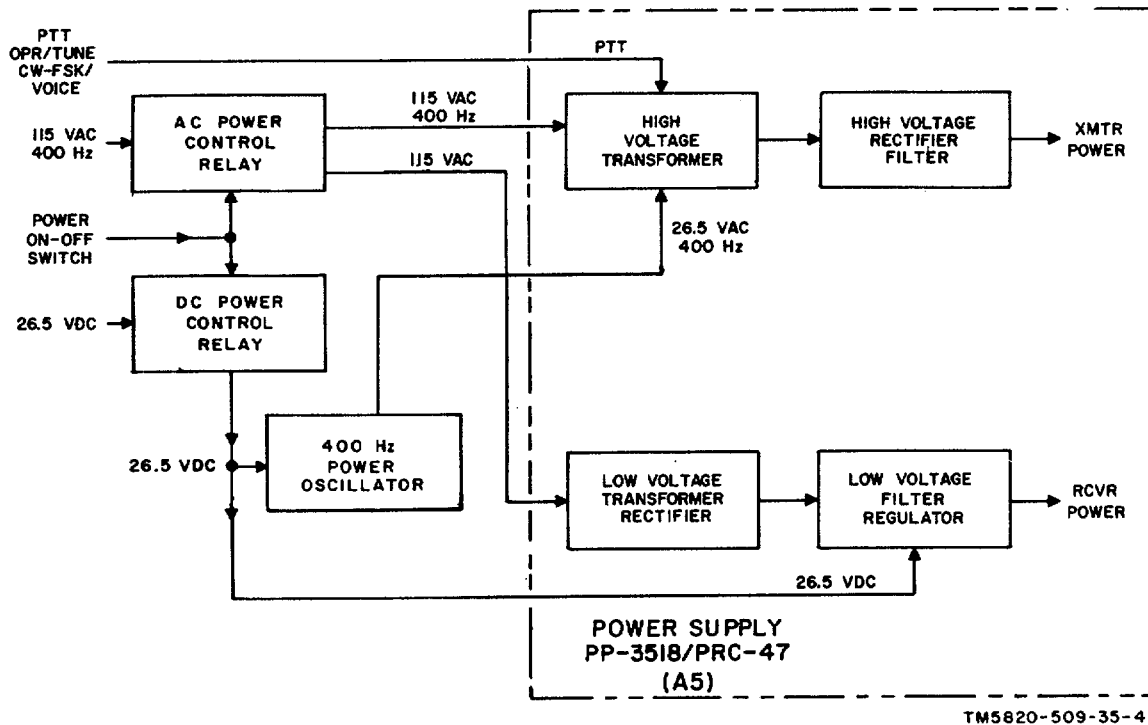 PTT
OPR/TUNE
CW-FSK/
VOICE
PTT
115 VAC
400 Hz
AC POWER
CONTROL
RELAY
115 VAC
400 Hz
115 VAC
HIGH
VOLTAGE
TRANSFORMER
HIGH VOLTAGE
RECTIFIER
FILTER
XMTR
POWER
POWER
ON-OFF
SWITCH
26.5 VAC
400 Hz
26.5 VDC
DC POWER
CONTROL
RELAY
26.5 VDC
400 Hz
POWER
OSCILLATOR
LOW VOLTAGE
TRANSFORMER
RECTIFIER
LOW VOLTAGE
FILTER
REGULATOR
RCVR
POWER
26.5 VDC
POWER SUPPLY
PP-3518/PRC-47
(A5)
TM5820-509-35-4